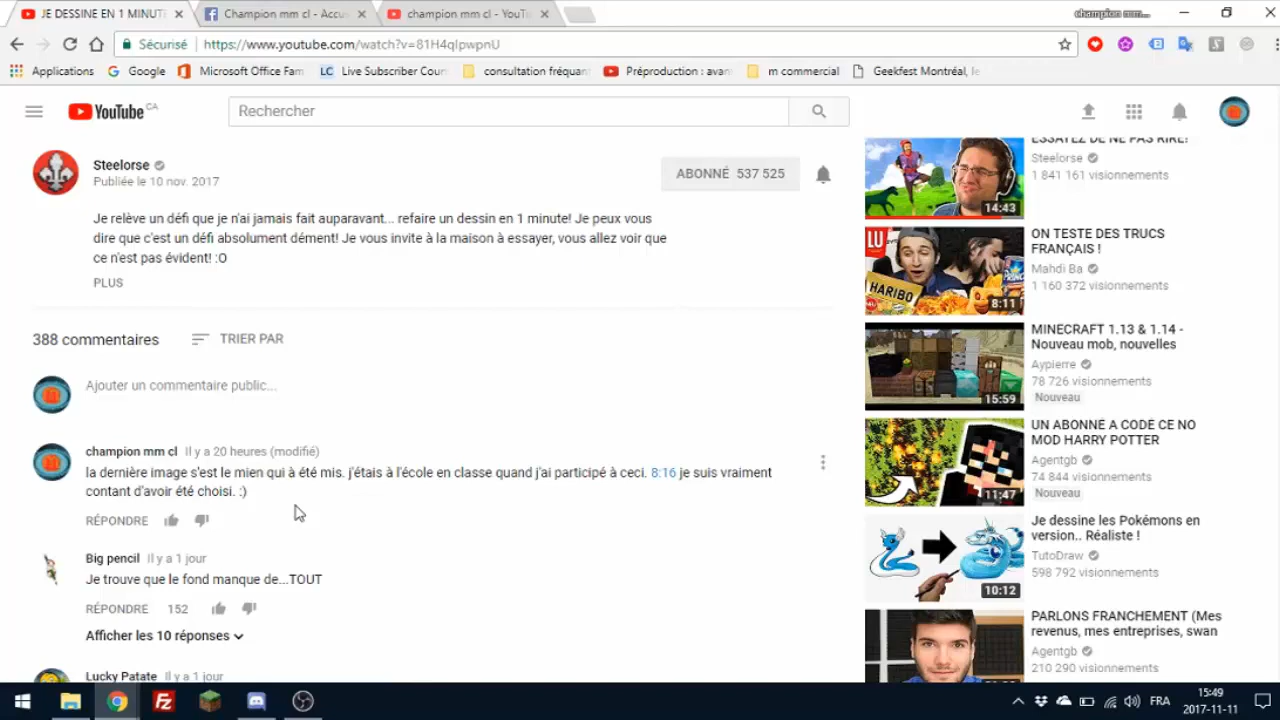 JE DESSINE EN 1 MINUT
Champion mm cl - Accu
champion mm cl - YouT
champion mm...
Sécurisé
https://www.youtube.com/watch?v=81H4qIpwpnU
Applications
Google
Microsoft Office Fam
LC Live Subscriber Coun
consultation fréquan
Préproduction : avan
m commercial
Geekfest Montréal, le
YouTube CA
Rechercher
Steelorse
Publiée le 10 nov. 2017
ABONNÉ 537 525
Je relève un défi que je n'ai jamais fait auparavant... refaire un dessin en 1 minute! Je peux vous
dire que c'est un défi absolument dément! Je vous invite à la maison à essayer, vous allez voir que
ce n'est pas évident! :O
PLUS
388 commentaires
TRIER PAR
Ajouter un commentaire public...
champion mm cl Il y a 20 heures (modifié)
la dernière image s'est le mien qui à été mis. j'étais à l'école en classe quand j'ai participé à ceci. 8:16 je suis vraiment
contant d'avoir été choisi. :)
RÉPONDRE
Big pencil Il y a 1 jour
Je trouve que le fond manque de...TOUT
RÉPONDRE 152
Afficher les 10 réponses
Lucky Patate Il y a 1 jour
ESSAYEZ DE NE PAS RIRE!
Steelorse
1 841 161 visionnements
14:43
ON TESTE DES TRUCS
FRANÇAIS !
Mahdi Ba
1 160 372 visionnements
LU
HARIBO
8:11
MINECRAFT 1.13 & 1.14 -
Nouveau mob, nouvelles
Aypierre
78 726 visionnements
Nouveau
15:59
UN ABONNÉ A CODÉ CE NO
MOD HARRY POTTER
Agentgb
74 844 visionnements
Nouveau
11:47
Je dessine les Pokémons en
version.. Réaliste !
TutoDraw
598 792 visionnements
10:12
PARLONS FRANCHEMENT (Mes
revenus, mes entreprises, swan
Agentgb
210 290 visionnements
FRA
15:49
2017-11-11